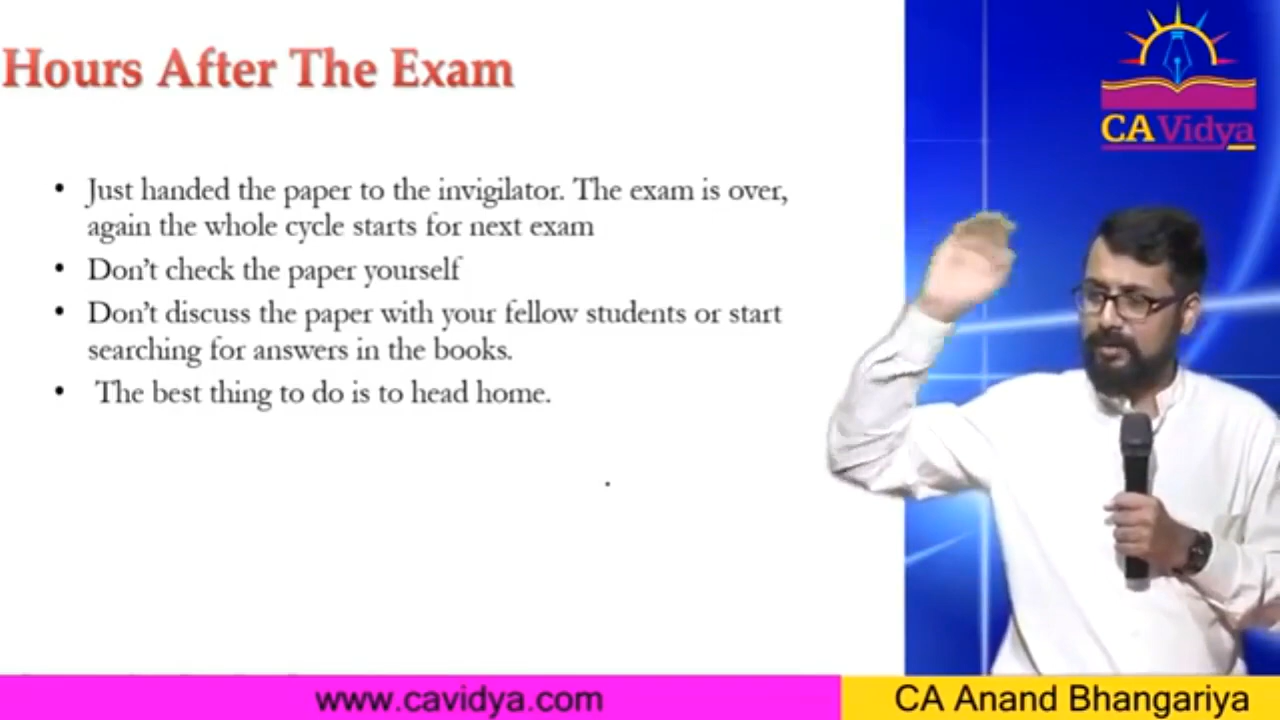 Hours After The Exam
• Just handed the paper to the invigilator. The exam is over,
again the whole cycle starts for next exam
• Don't check the paper yourself
• Don't discuss the paper with your fellow students or start
searching for answers in the books.
• The best thing to do is to head home.
CA Vidya
www.cavidya.com
CA Anand Bhangariya